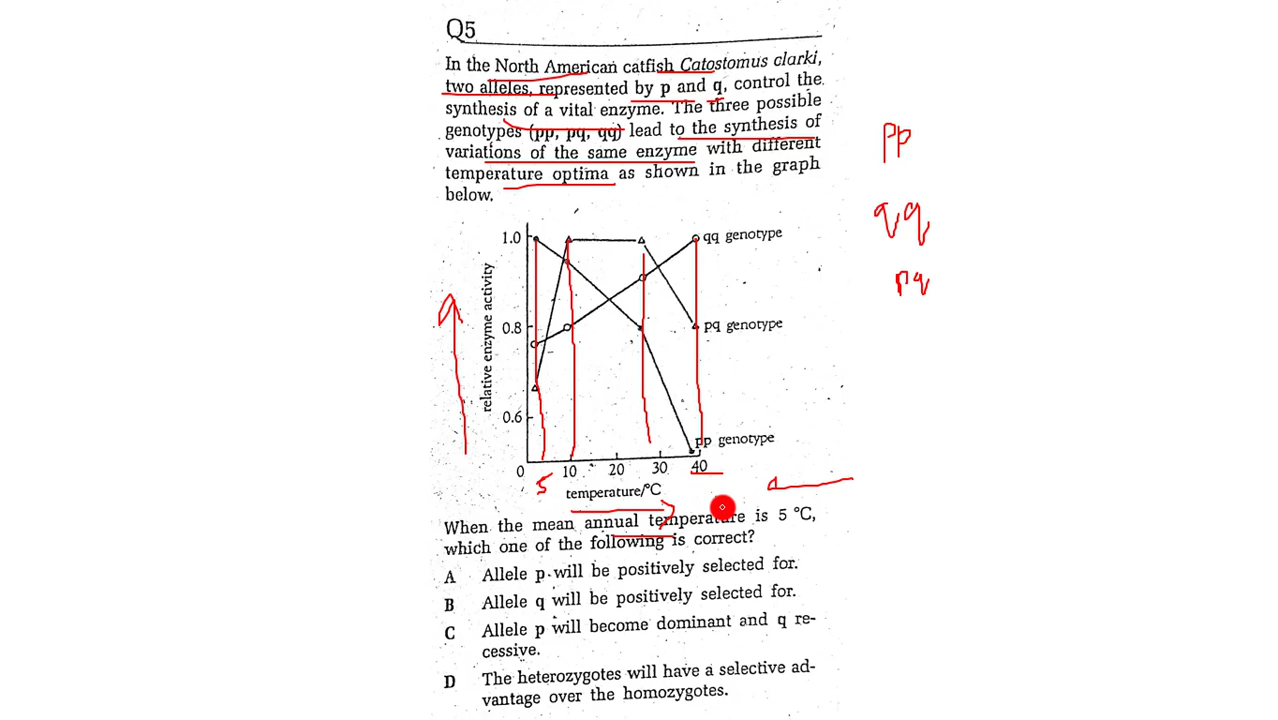 Q5
In the North American catfish Catostomus clarki,
two alleles, represented by p and q, control the
synthesis of a vital enzyme. The three possible
genotypes (pp, pq, qq) lead to the synthesis of
variations of the same enzyme with different
temperature optima as shown in the graph
below.
pp
qq
pq
1.0
0.8
0.6
relative enzyme activity
qq genotype
pq genotype
pp genotype
0 10 20 30 40
5
temperature/°C
When the mean annual temperature is 5 °C,
which one of the following is correct?
A Allele p will be positively selected for.
B Allele q will be positively selected for.
C Allele p will become dominant and q re-
cessive.
D The heterozygotes will have a selective ad-
vantage over the homozygotes.